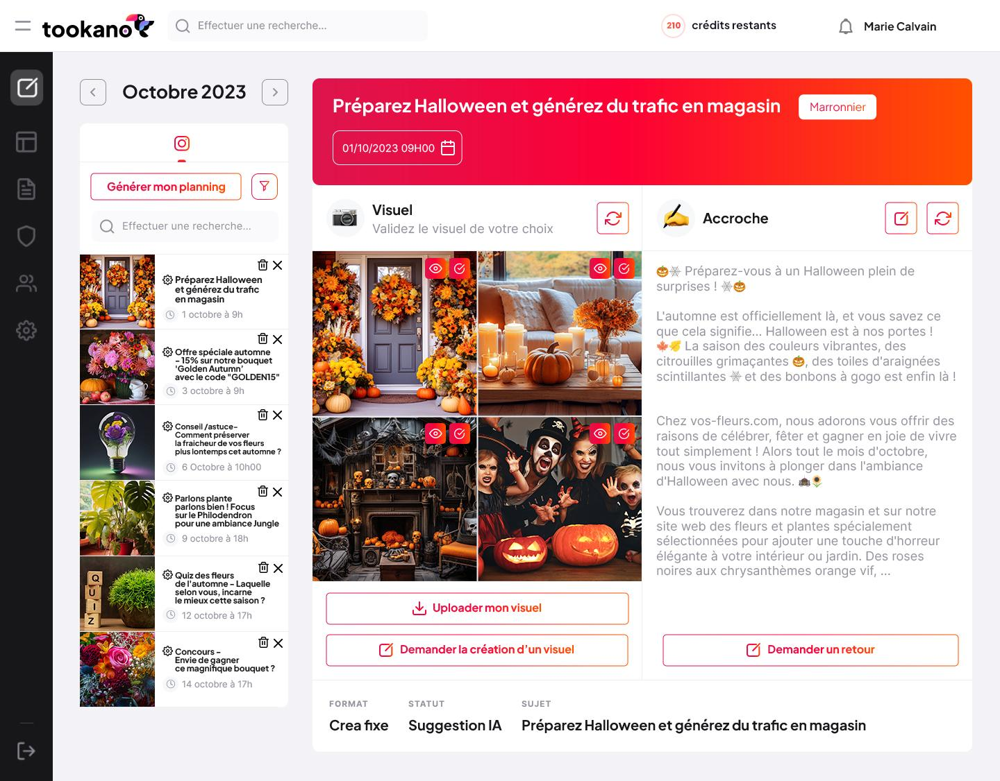 tookano
Effectuer une recherche...
210 crédits restants
Marie Calvain
Octobre 2023
Générer mon planning
Effectuer une recherche...
Préparez Halloween
et générez du trafic
en magasin
1 octobre à 9h
Offre spéciale automne
- 15% sur notre bouquet
'Golden Autumn'
avec le code "GOLDEN15"
3 octobre à 9h
Conseil /astuce-
Comment préserver
la fraicheur de vos fleurs
plus lontemps cet automne ?
6 Octobre à 10h00
Parlons plante
parlons bien ! Focus
sur le Philodendron
pour une ambiance Jungle
9 octobre à 18h
QUIZ
Quiz des fleurs
de l'automne - Laquelle
selon vous, incarne
le mieux cette saison ?
12 octobre à 17h
Concours -
Envie de gagner
ce magnifique bouquet ?
14 octobre à 17h
Préparez Halloween et générez du trafic en magasin
Marronnier
01/10/2023 09H00
Visuel
Validez le visuel de votre choix
Uploader mon visuel
Demander la création d’un visuel
Accroche
🎃🕸️ Préparez-vous à un Halloween plein de
surprises ! 🕸️🎃
L'automne est officiellement là, et vous savez ce
que cela signifie... Halloween est à nos portes !
🍁🍂 La saison des couleurs vibrantes, des
citrouilles grimaçantes 🎃, des toiles d'araignées
scintillantes 🕸️ et des bonbons à gogo est enfin là !
Chez vos-fleurs.com, nous adorons vous offrir des
raisons de célébrer, fêter et gagner en joie de vivre
tout simplement ! Alors tout le mois d'octobre,
nous vous invitons à plonger dans l'ambiance
d'Halloween avec nous. 🏚️🌻
Vous trouverez dans notre magasin et sur notre
site web des fleurs et plantes spécialement
sélectionnées pour ajouter une touche d'horreur
élégante à votre intérieur ou jardin. Des roses
noires aux chrysanthèmes orange vif, ...
Demander un retour
FORMAT
Crea fixe
STATUT
Suggestion IA
SUJET
Préparez Halloween et générez du trafic en magasin